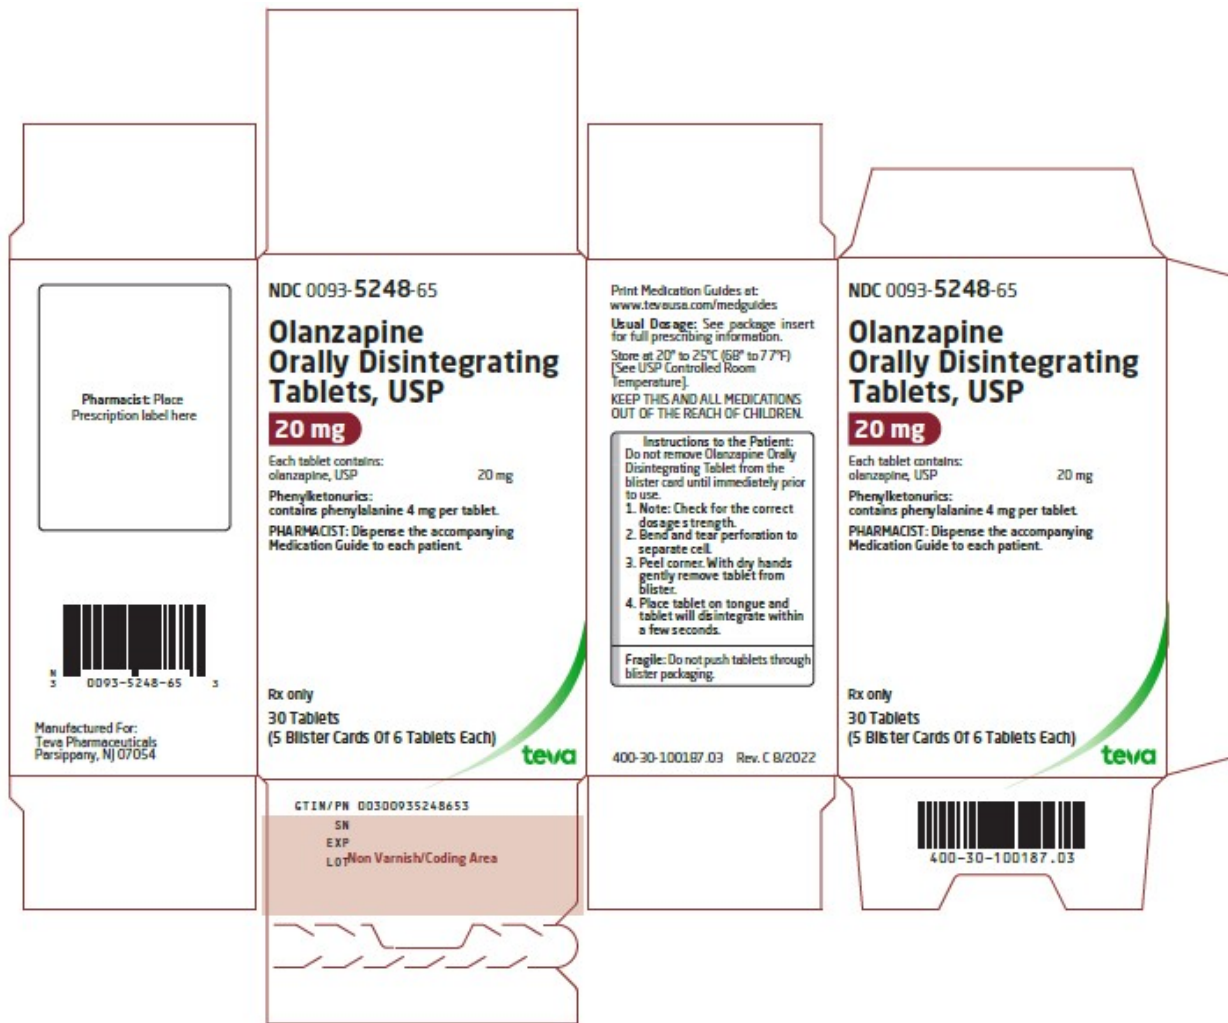 Pharmacist: Place
Prescription label here
N
3 0093-5248-65 3
Manufactured For:
Teva Pharmaceuticals
Parsippany, NJ 07054
NDC 0093-5248-65
Olanzapine
Orally Disintegrating
Tablets, USP
20 mg
Each tablet contains:
olanzapine, USP 20 mg
Phenylketonurics:
contains phenylalanine 4 mg per tablet.
PHARMACIST: Dispense the accompanying
Medication Guide to each patient.
Rx only
30 Tablets
(5 Blister Cards Of 6 Tablets Each)
teva
GTIN/PN 00300935248653
SN
EXP
LOT
Non Varnish/Coding Area
Print Medication Guides at:
www.tevausa.com/medguides
Usual Dosage: See package insert
for full prescribing information.
Store at 20° to 25°C (68° to 77°F)
[See USP Controlled Room
Temperature].
KEEP THIS AND ALL MEDICATIONS
OUT OF THE REACH OF CHILDREN.
Instructions to the Patient:
Do not remove Olanzapine Orally
Disintegrating Tablet from the
blister card until immediately prior
to use.
1. Note: Check for the correct
dosage strength.
2. Bend and tear perforation to
separate cell.
3. Peel corner. With dry hands
gently remove tablet from
blister.
4. Place tablet on tongue and
tablet will disintegrate within
a few seconds.
Fragile: Do not push tablets through
blister packaging.
400-30-100187.03 Rev. C 8/2022
NDC 0093-5248-65
Olanzapine
Orally Disintegrating
Tablets, USP
20 mg
Each tablet contains:
olanzapine, USP 20 mg
Phenylketonurics:
contains phenylalanine 4 mg per tablet.
PHARMACIST: Dispense the accompanying
Medication Guide to each patient.
Rx only
30 Tablets
(5 Blister Cards Of 6 Tablets Each)
teva
400-30-100187.03